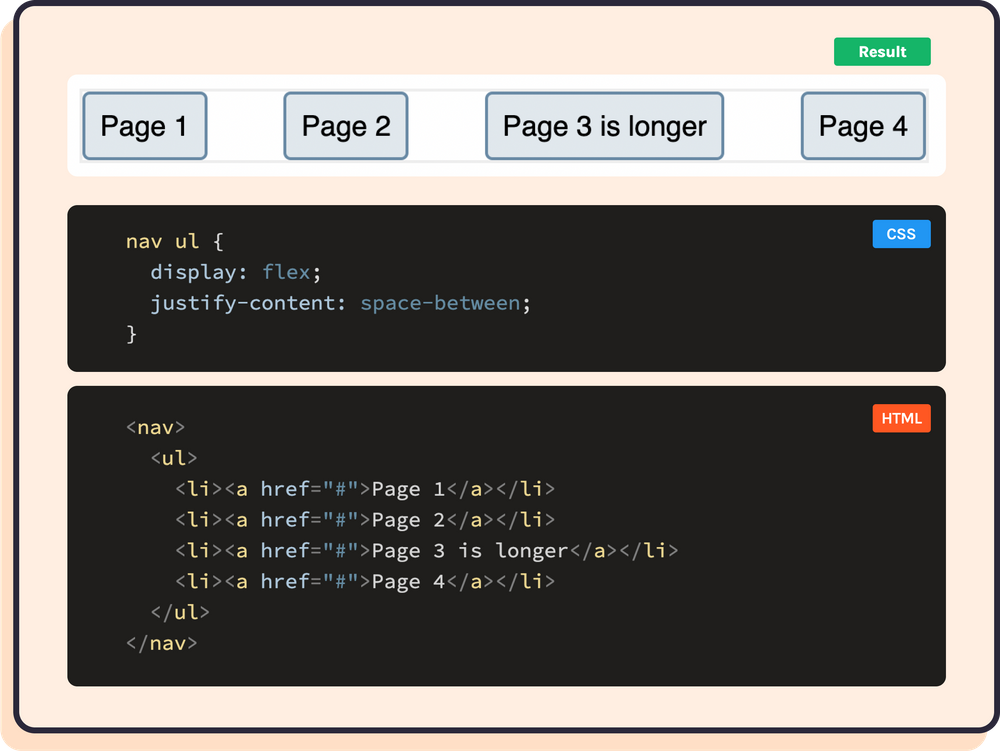 Result
Page 1 Page 2 Page 3 is longer Page 4
CSS
nav ul {
  display: flex;
  justify-content: space-between;
}
HTML
<nav>
  <ul>
    <li><a href="#">Page 1</a></li>
    <li><a href="#">Page 2</a></li>
    <li><a href="#">Page 3 is longer</a></li>
    <li><a href="#">Page 4</a></li>
  </ul>
</nav>